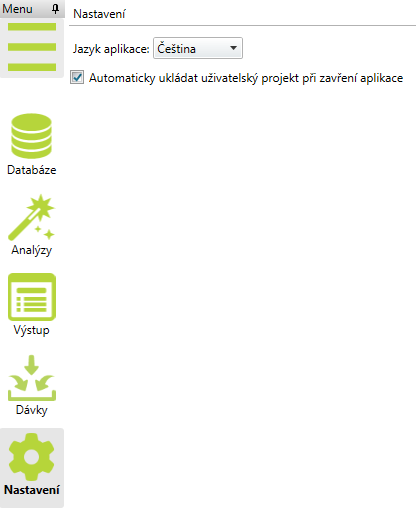 Menu
Nastavení
Jazyk aplikace: Čeština
Automaticky ukládat uživatelský projekt při zavření aplikace
Databáze
Analýzy
Výstup
Dávky
Nastavení